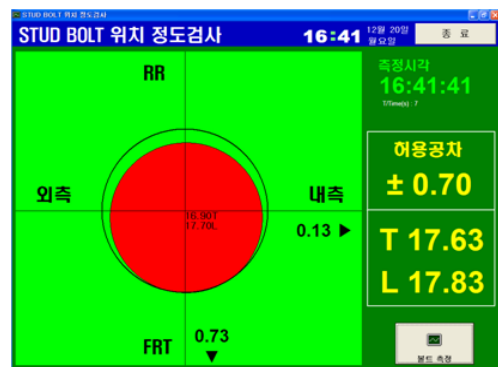 STUD BOLT 위치 정도검사
STUD BOLT 위치 정도검사
16:41
12월 20일
월요일
종 료
RR
측정시각
16:41:41
T/Time(s) : 7
허용공차
± 0.70
외측
내측
16.90T
17.70L
0.13 ▶
T 17.63
L 17.83
FRT
0.73
▼
볼트 측정